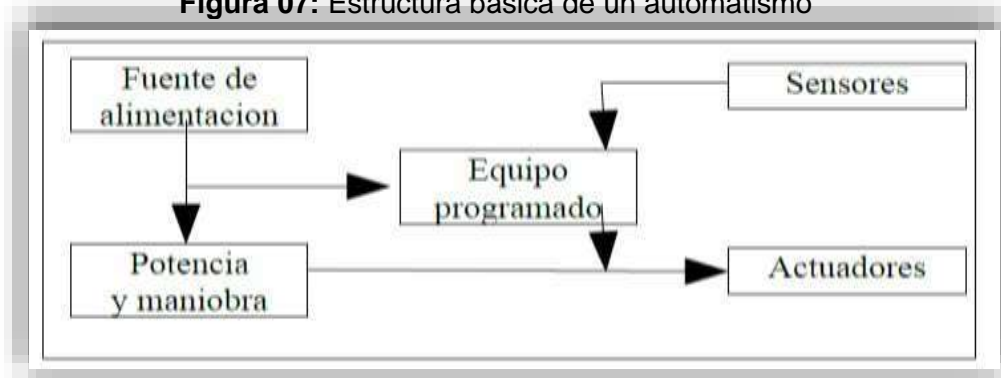 Figura 07: Estructura básica de un automatismo
Fuente de
alimentacion
Sensores
Equipo
programado
Potencia
y maniobra
Actuadores